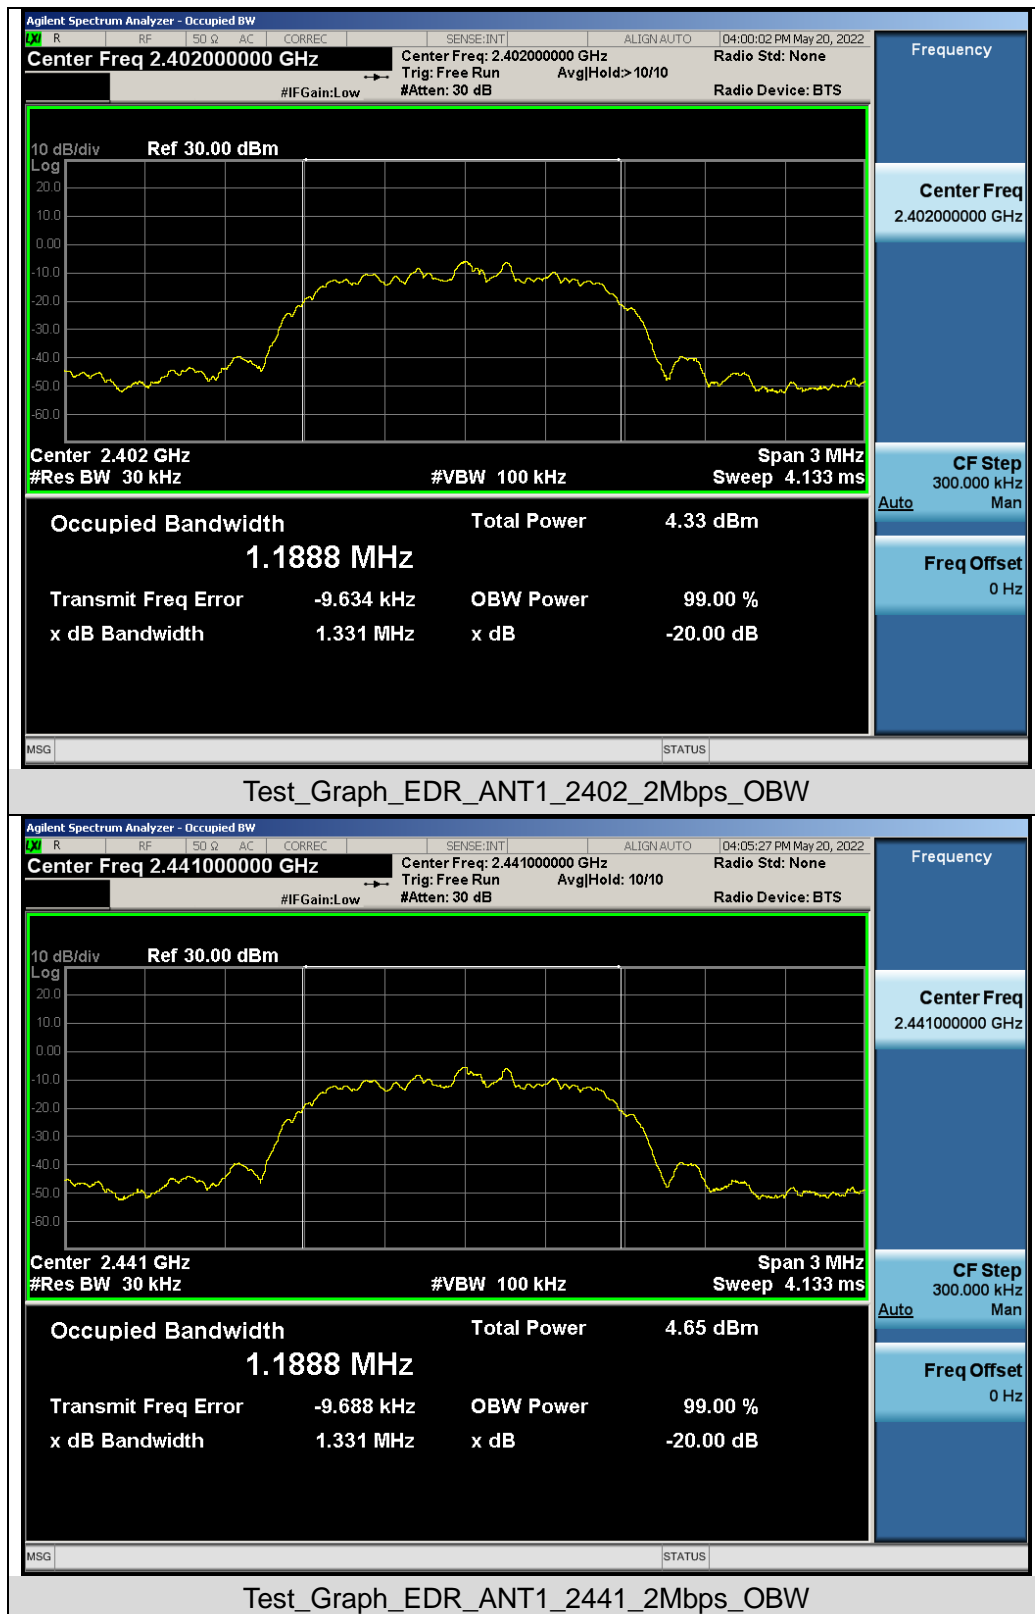 Agilent Spectrum Analyzer - Occupied BW
LXI R RF 50 Ω AC CORREC SENSE:INT ALIGN AUTO 04:00:02 PM May 20, 2022
Center Freq 2.402000000 GHz
Center Freq: 2.402000000 GHz
Radio Std: None
Trig: Free Run Avg|Hold:>10/10
#IFGain:Low
#Atten: 30 dB
Radio Device: BTS
Frequency
10 dB/div Ref 30.00 dBm
Log
20.0
10.0
0.00
-10.0
-20.0
-30.0
-40.0
-50.0
-60.0
Center 2.402 GHz
Span 3 MHz
#Res BW 30 kHz
#VBW 100 kHz
Sweep 4.133 ms
Center Freq
2.402000000 GHz
CF Step
300.000 kHz
Auto Man
Freq Offset
0 Hz
Occupied Bandwidth
Total Power 4.33 dBm
1.1888 MHz
Transmit Freq Error -9.634 kHz OBW Power 99.00 %
x dB Bandwidth 1.331 MHz x dB -20.00 dB
MSG STATUS
Test_Graph_EDR_ANT1_2402_2Mbps_OBW
Agilent Spectrum Analyzer - Occupied BW
LXI R RF 50 Ω AC CORREC SENSE:INT ALIGN AUTO 04:05:27 PM May 20, 2022
Center Freq 2.441000000 GHz
Center Freq: 2.441000000 GHz
Radio Std: None
Trig: Free Run Avg|Hold: 10/10
#IFGain:Low
#Atten: 30 dB
Radio Device: BTS
Frequency
10 dB/div Ref 30.00 dBm
Log
20.0
10.0
0.00
-10.0
-20.0
-30.0
-40.0
-50.0
-60.0
Center 2.441 GHz
Span 3 MHz
#Res BW 30 kHz
#VBW 100 kHz
Sweep 4.133 ms
Center Freq
2.441000000 GHz
CF Step
300.000 kHz
Auto Man
Freq Offset
0 Hz
Occupied Bandwidth
Total Power 4.65 dBm
1.1888 MHz
Transmit Freq Error -9.688 kHz OBW Power 99.00 %
x dB Bandwidth 1.331 MHz x dB -20.00 dB
MSG STATUS
Test_Graph_EDR_ANT1_2441_2Mbps_OBW